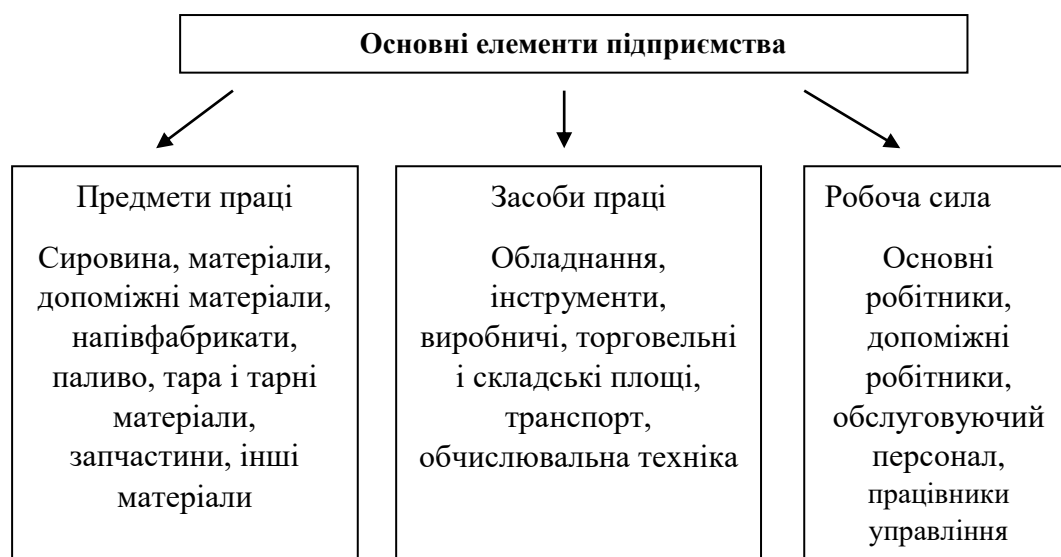 Основні елементи підприємства
Предмети праці
Сировина, матеріали,
допоміжні матеріали,
напівфабрикати,
паливо, тара і тарні
матеріали,
запчастини, інші
матеріали
Засоби праці
Обладнання,
інструменти,
виробничі, торговельні
і складські площі,
транспорт,
обчислювальна техніка
Робоча сила
Основні
робітники,
допоміжні
робітники,
обслуговуючий
персонал,
працівники
управління